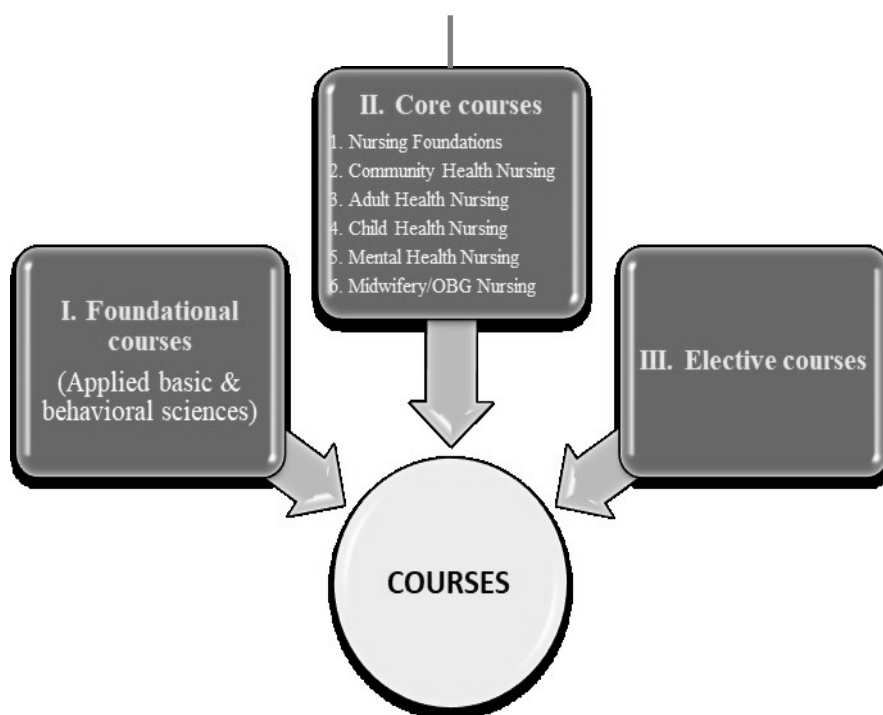 II. Core courses
1. Nursing Foundations
2. Community Health Nursing
3. Adult Health Nursing
4. Child Health Nursing
5. Mental Health Nursing
6. Midwifery/OBG Nursing
I. Foundational
courses
(Applied basic &
behavioral sciences)
III. Elective courses
COURSES